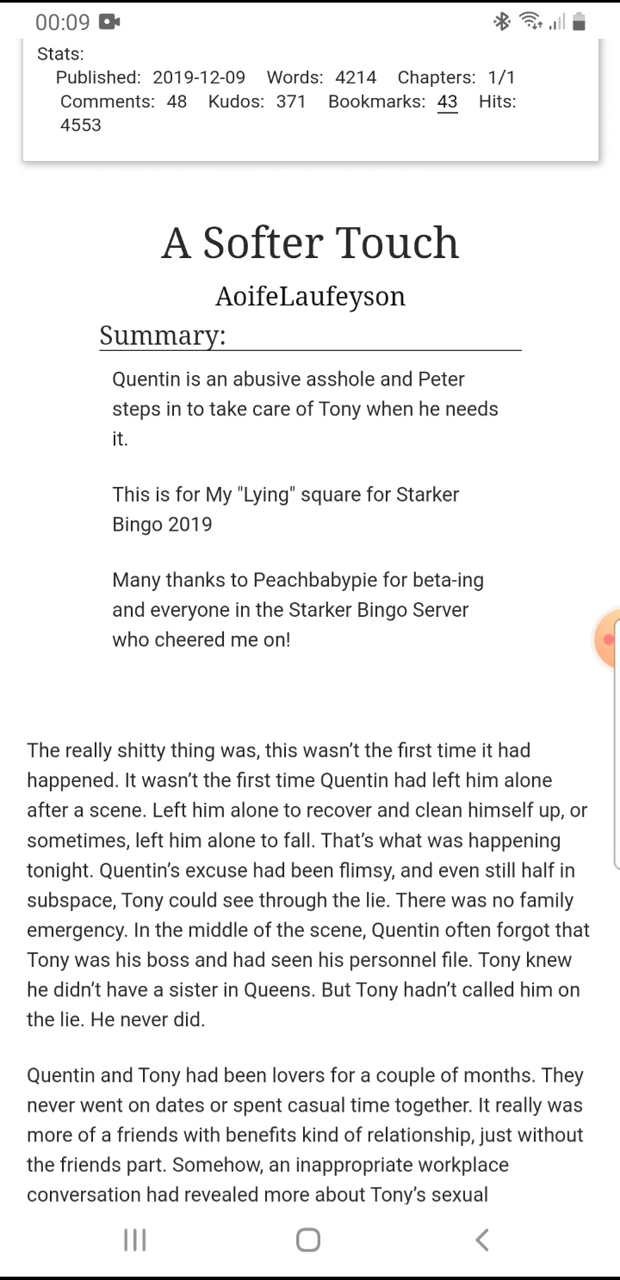 00:09
Stats:
Published: 2019-12-09 Words: 4214 Chapters: 1/1
Comments: 48 Kudos: 371 Bookmarks: 43 Hits:
4553
A Softer Touch
AoifeLaufeyson
Summary:
Quentin is an abusive asshole and Peter
steps in to take care of Tony when he needs
it.
This is for My "Lying" square for Starker
Bingo 2019
Many thanks to Peachbabypie for beta-ing
and everyone in the Starker Bingo Server
who cheered me on!
The really shitty thing was, this wasn’t the first time it had
happened. It wasn’t the first time Quentin had left him alone
after a scene. Left him alone to recover and clean himself up, or
sometimes, left him alone to fall. That’s what was happening
tonight. Quentin’s excuse had been flimsy, and even still half in
subspace, Tony could see through the lie. There was no family
emergency. In the middle of the scene, Quentin often forgot that
Tony was his boss and had seen his personnel file. Tony knew
he didn’t have a sister in Queens. But Tony hadn’t called him on
the lie. He never did.
Quentin and Tony had been lovers for a couple of months. They
never went on dates or spent casual time together. It really was
more of a friends with benefits kind of relationship, just without
the friends part. Somehow, an inappropriate workplace
conversation had revealed more about Tony’s sexual